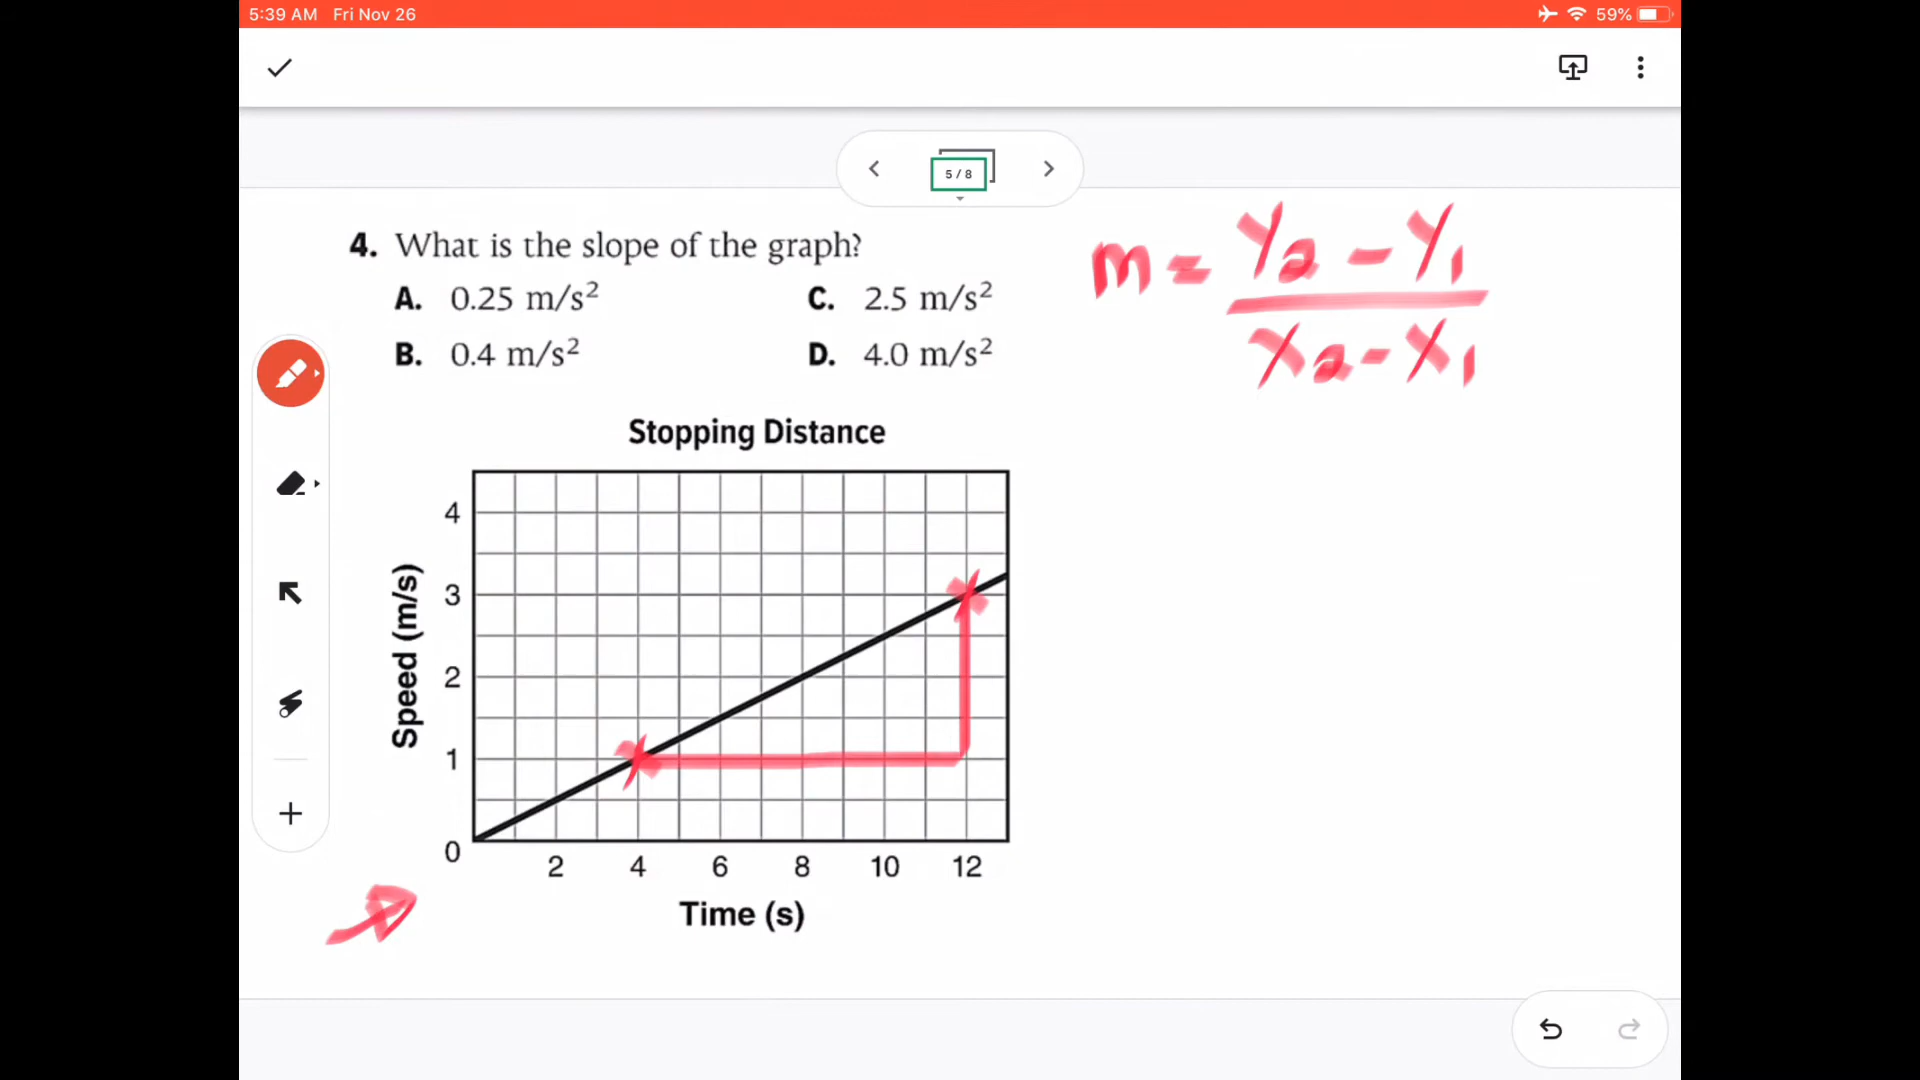 5:39 AM Fri Nov 26 59%
5 / 8
4. What is the slope of the graph?
A. 0.25 m/s² C. 2.5 m/s²
B. 0.4 m/s² D. 4.0 m/s²
m = Y₂ - Y₁
X₂ - X₁
Stopping Distance
Speed (m/s)
4
3
2
1
0
2 4 6 8 10 12
Time (s)